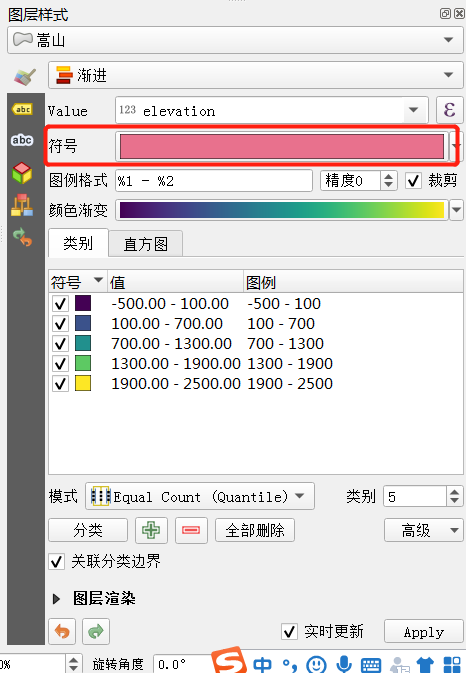 图层样式
嵩山
渐进
abc
Value 123 elevation ε
abc
符号
图例格式 %1 - %2 精度0 裁剪
颜色渐变
类别 直方图
符号 值 图例
-500.00 - 100.00 -500 - 100
100.00 - 700.00 100 - 700
700.00 - 1300.00 700 - 1300
1300.00 - 1900.00 1300 - 1900
1900.00 - 2500.00 1900 - 2500
模式 Equal Count (Quantile) 类别 5
分类 全部删除 高级
关联分类边界
图层渲染
实时更新 Apply
0% 旋转角度 0.0° S 中 °,